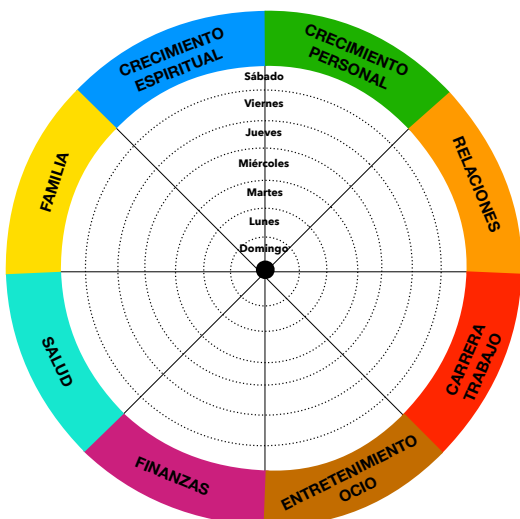 CRECIMIENTO
ESPIRITUAL
CRECIMIENTO
PERSONAL
RELACIONES
CARRERA
TRABAJO
ENTRETENIMIENTO
OCIO
FINANZAS
SALUD
FAMILIA
Sábado
Viernes
Jueves
Miércoles
Martes
Lunes
Domingo